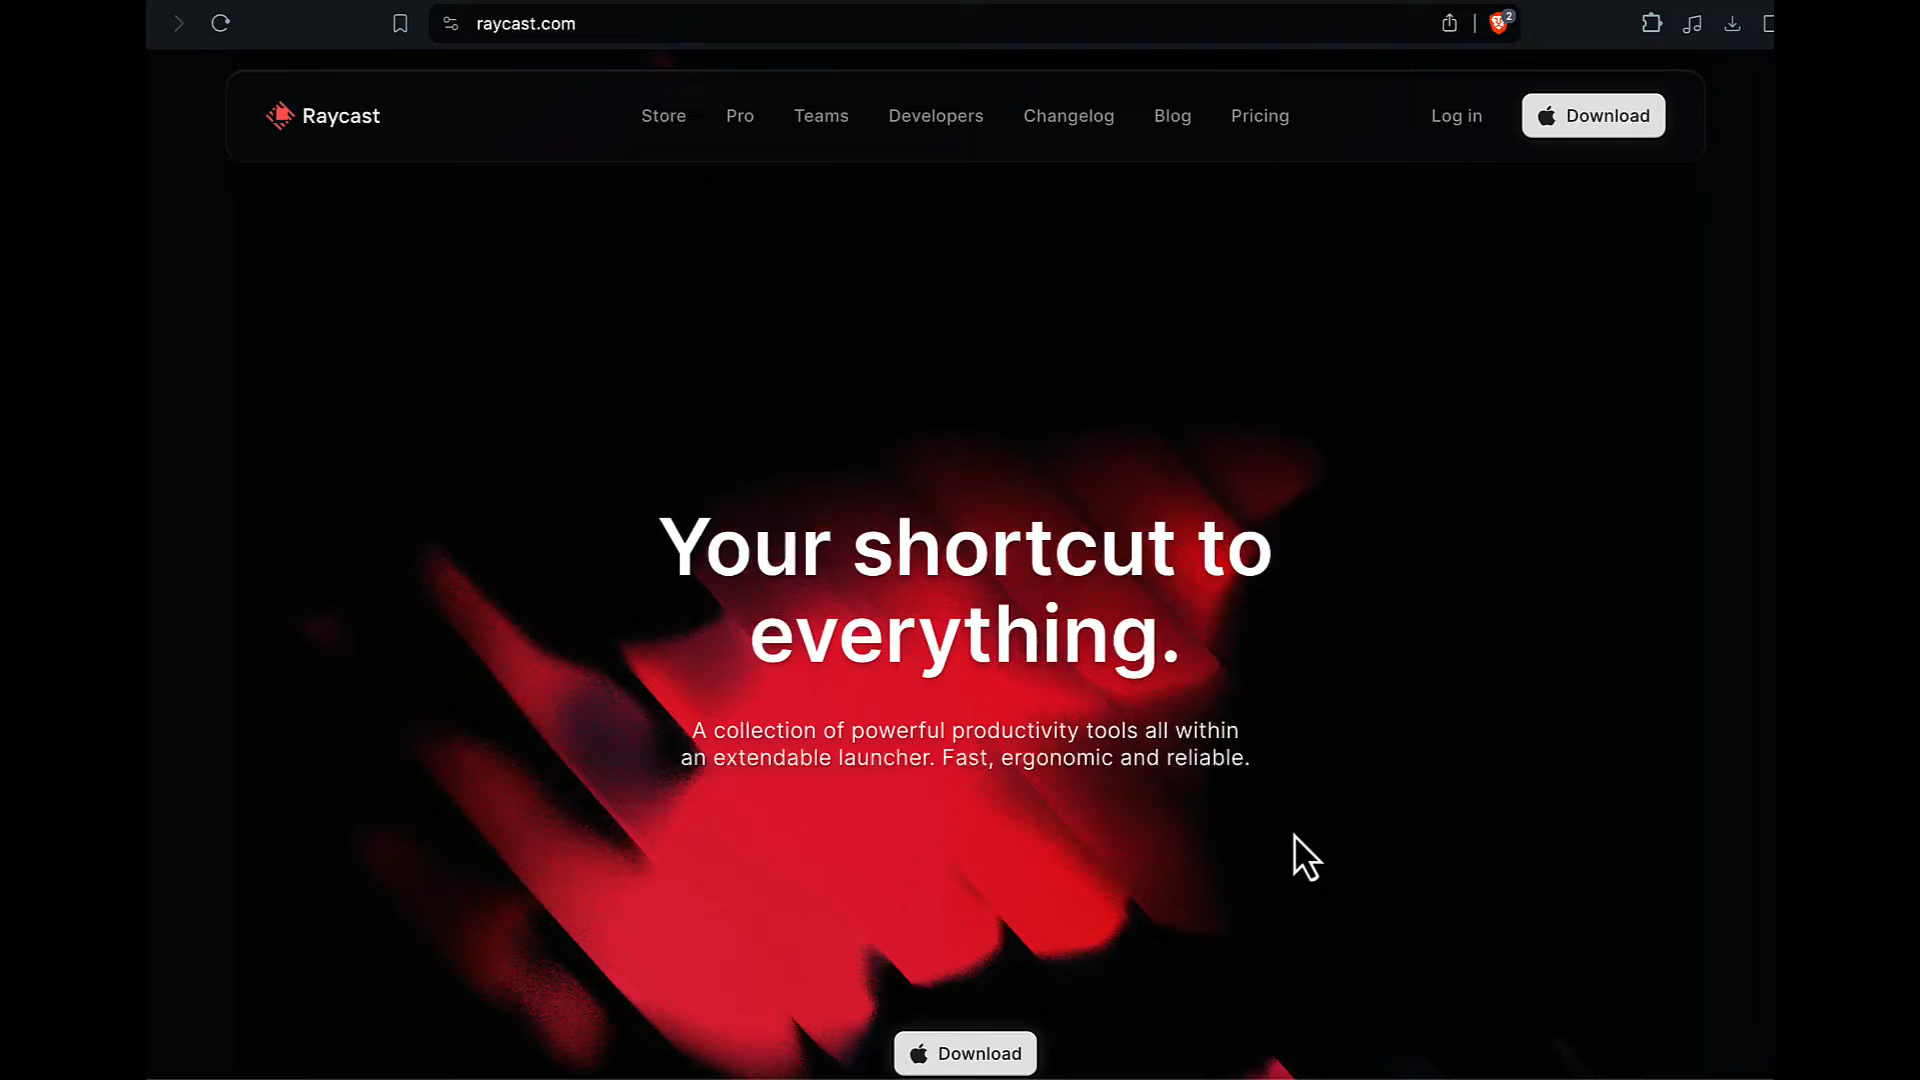 raycast.com
2
Raycast
Store Pro Teams Developers Changelog Blog Pricing
Log in
Download
Your shortcut to
everything.
A collection of powerful productivity tools all within
an extendable launcher. Fast, ergonomic and reliable.
Download